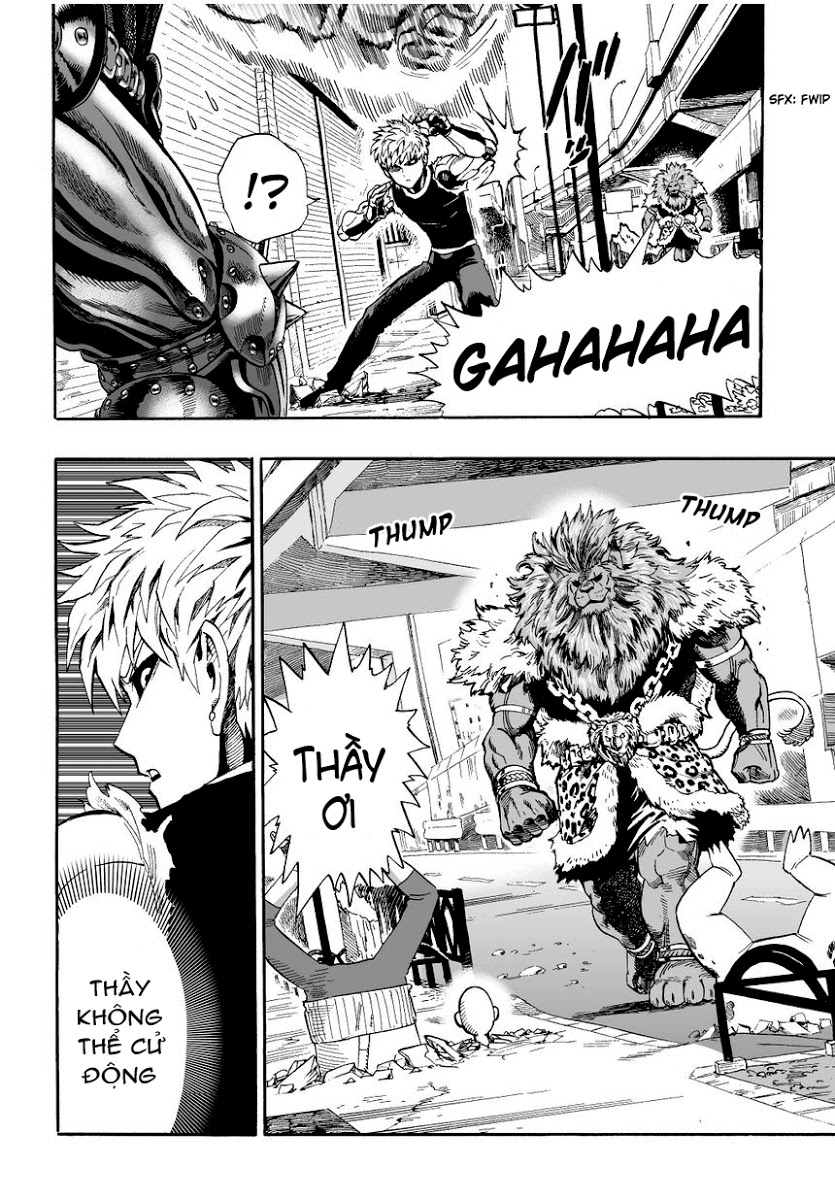 SFX: FWIP
!?
GAHAHAHA
THUMP
THUMP
THẦY
ƠI
THẦY
KHÔNG
THỂ CỬ
ĐỘNG